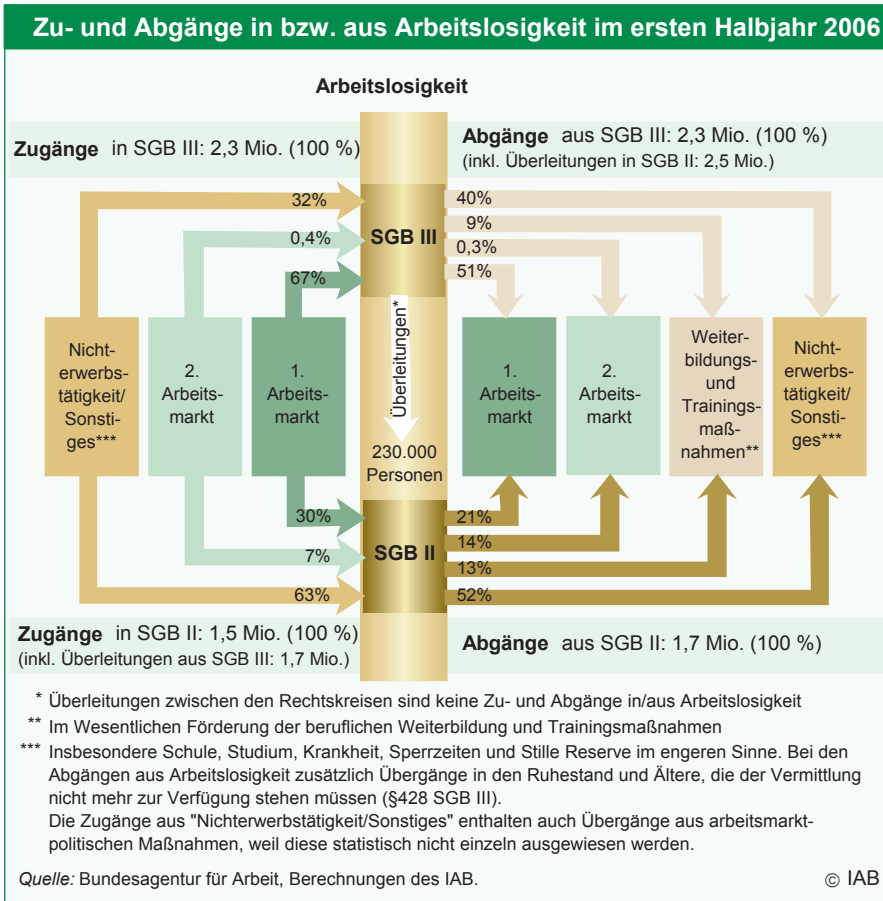 Zu- und Abgänge in bzw. aus Arbeitslosigkeit im ersten Halbjahr 2006
Arbeitslosigkeit
Zugänge in SGB III: 2,3 Mio. (100 %)
Abgänge aus SGB III: 2,3 Mio. (100 %)
(inkl. Überleitungen in SGB II: 2,5 Mio.)
32%
0,4%
67%
SGB III
40%
9%
0,3%
51%
Nicht-
erwerbs-
tätigkeit/
Sonsti-
ges***
2.
Arbeits-
markt
1.
Arbeits-
markt
Überleitungen*
230.000
Personen
1.
Arbeits-
markt
2.
Arbeits-
markt
Weiter-
bildungs-
und
Trainings-
maß-
nahmen**
Nicht-
erwerbs-
tätigkeit/
Sonsti-
ges***
30%
7%
63%
SGB II
21%
14%
13%
52%
Zugänge in SGB II: 1,5 Mio. (100 %)
(inkl. Überleitungen aus SGB III: 1,7 Mio.)
Abgänge aus SGB II: 1,7 Mio. (100 %)
* Überleitungen zwischen den Rechtskreisen sind keine Zu- und Abgänge in/aus Arbeitslosigkeit
** Im Wesentlichen Förderung der beruflichen Weiterbildung und Trainingsmaßnahmen
*** Insbesondere Schule, Studium, Krankheit, Sperrzeiten und Stille Reserve im engeren Sinne. Bei den
Abgängen aus Arbeitslosigkeit zusätzlich Übergänge in den Ruhestand und Ältere, die der Vermittlung
nicht mehr zur Verfügung stehen müssen (§428 SGB III).
Die Zugänge aus "Nichterwerbstätigkeit/Sonstiges" enthalten auch Übergänge aus arbeitsmarkt-
politischen Maßnahmen, weil diese statistisch nicht einzeln ausgewiesen werden.
Quelle: Bundesagentur für Arbeit, Berechnungen des IAB.
© IAB